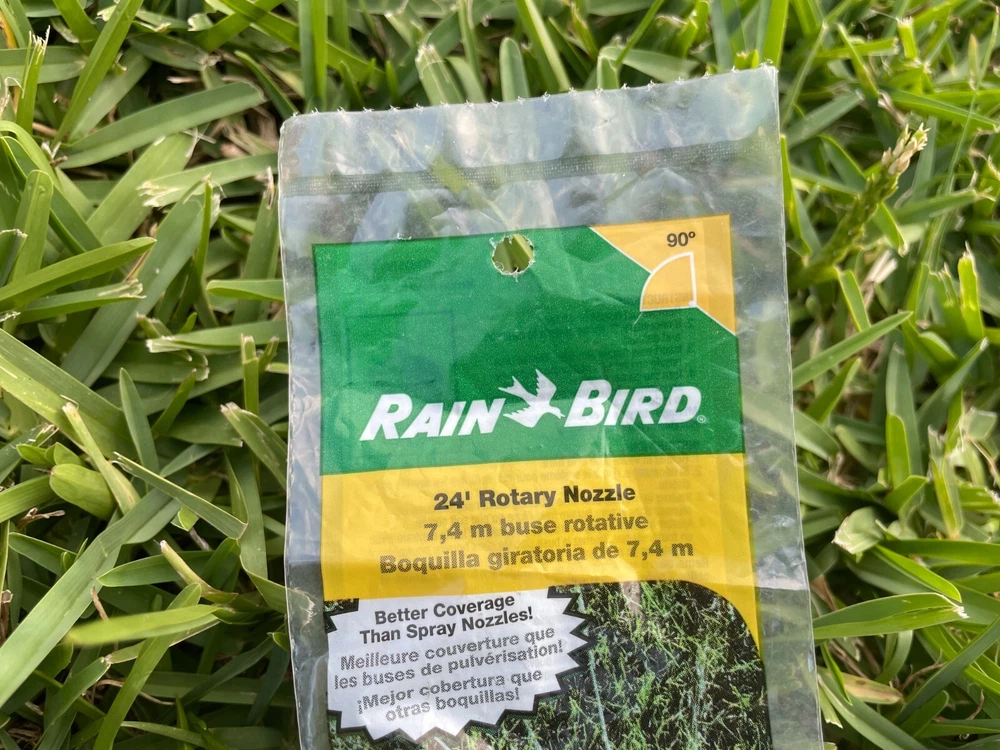 90º
RAIN BIRD®
24' Rotary Nozzle
7,4 m buse rotative
Boquilla giratoria de 7,4 m
Better Coverage
Than Spray Nozzles!
Meilleure couverture que
les buses de pulvérisation!
¡Mejor cobertura que
otras boquillas!